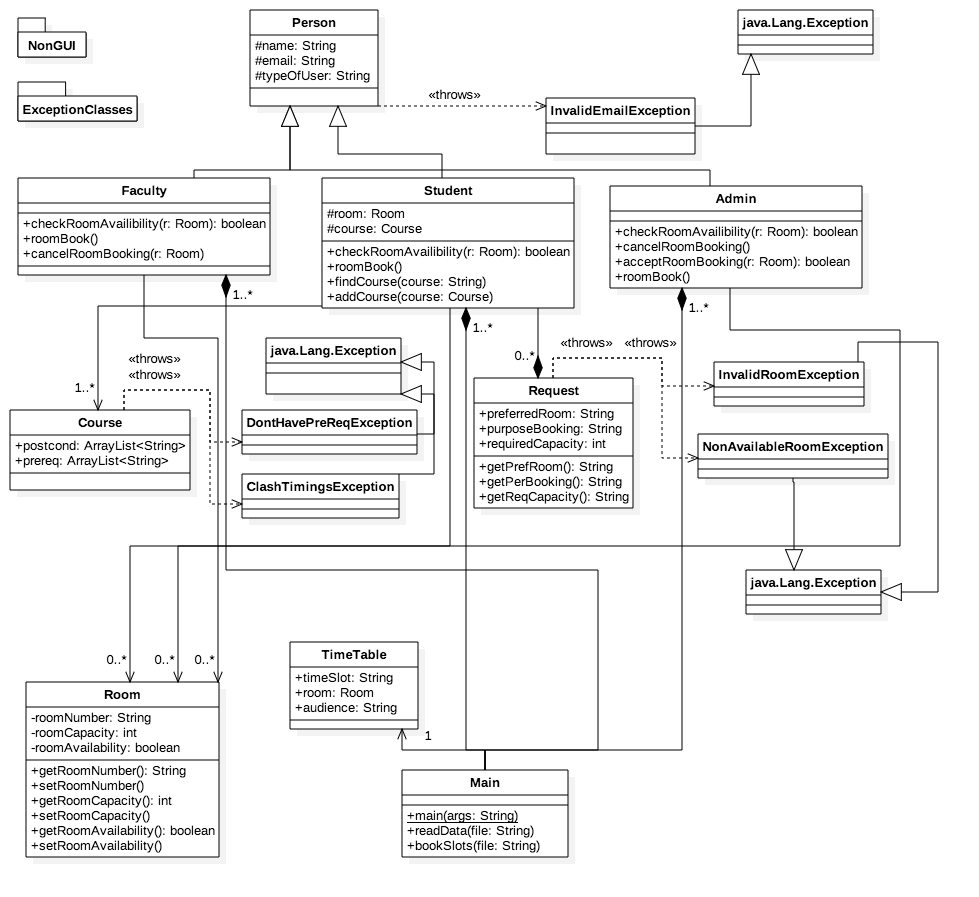 NonGUI
ExceptionClasses
Person
#name: String
#email: String
#typeOfUser: String
«throws»
java.Lang.Exception
InvalidEmailException
Faculty
+checkRoomAvailibility(r: Room): boolean
+roomBook()
+cancelRoomBooking(r: Room)
1..*
Student
#room: Room
#course: Course
+checkRoomAvailibility(r: Room): boolean
+roomBook()
+findCourse(course: String)
+addCourse(course: Course)
1..*
0..*
Admin
+checkRoomAvailibility(r: Room): boolean
+cancelRoomBooking()
+acceptRoomBooking(r: Room): boolean
+roomBook()
1..*
«throws»
«throws»
1..*
java.Lang.Exception
«throws» «throws»
Course
+postcond: ArrayList<String>
+prereq: ArrayList<String>
DontHavePreReqException
ClashTimingsException
Request
+preferredRoom: String
+purposeBooking: String
+requiredCapacity: int
+getPrefRoom(): String
+getPerBooking(): String
+getReqCapacity(): String
InvalidRoomException
NonAvailableRoomException
java.Lang.Exception
0..* 0..* 0..*
Room
-roomNumber: String
-roomCapacity: int
-roomAvailability: boolean
+getRoomNumber(): String
+setRoomNumber()
+getRoomCapacity(): int
+setRoomCapacity()
+getRoomAvailability(): boolean
+setRoomAvailability()
TimeTable
+timeSlot: String
+room: Room
+audience: String
1
Main
+main(args: String)
+readData(file: String)
+bookSlots(file: String)